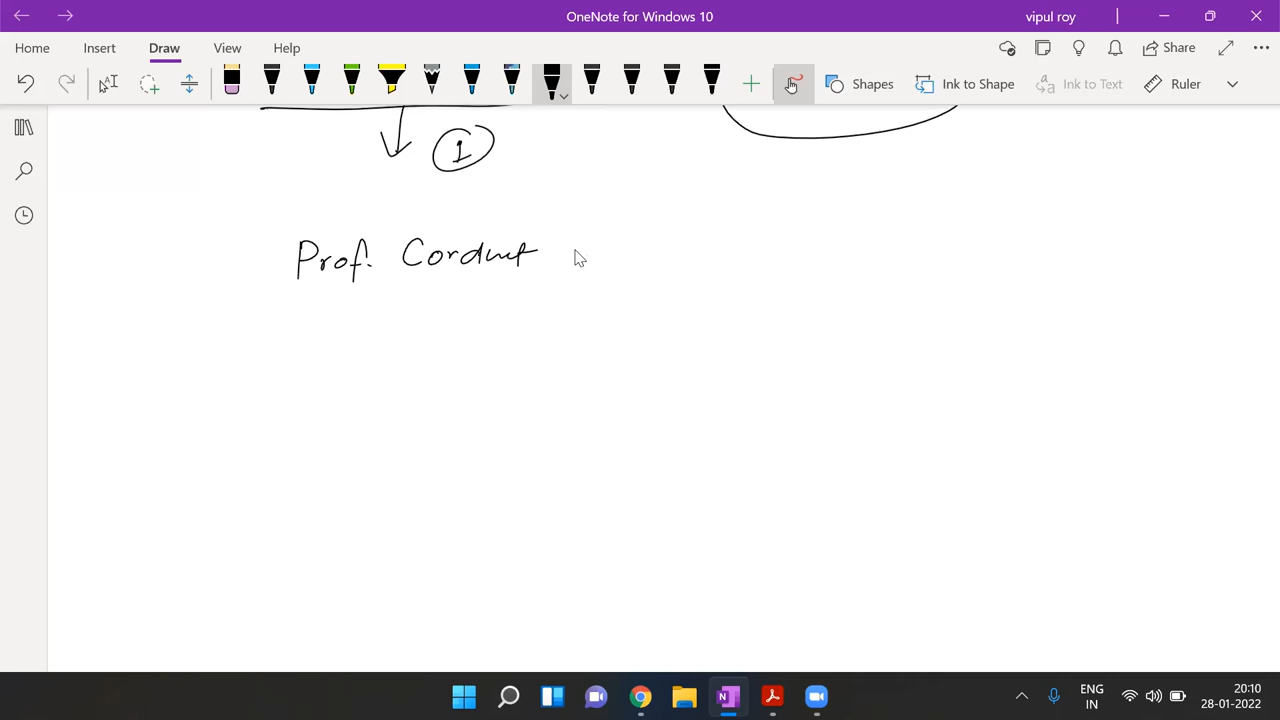 OneNote for Windows 10
vipul roy
Home Insert Draw View Help Share
Shapes Ink to Shape Ink to Text Ruler
1
Prof. Conduct
ENG
IN
20:10
28-01-2022